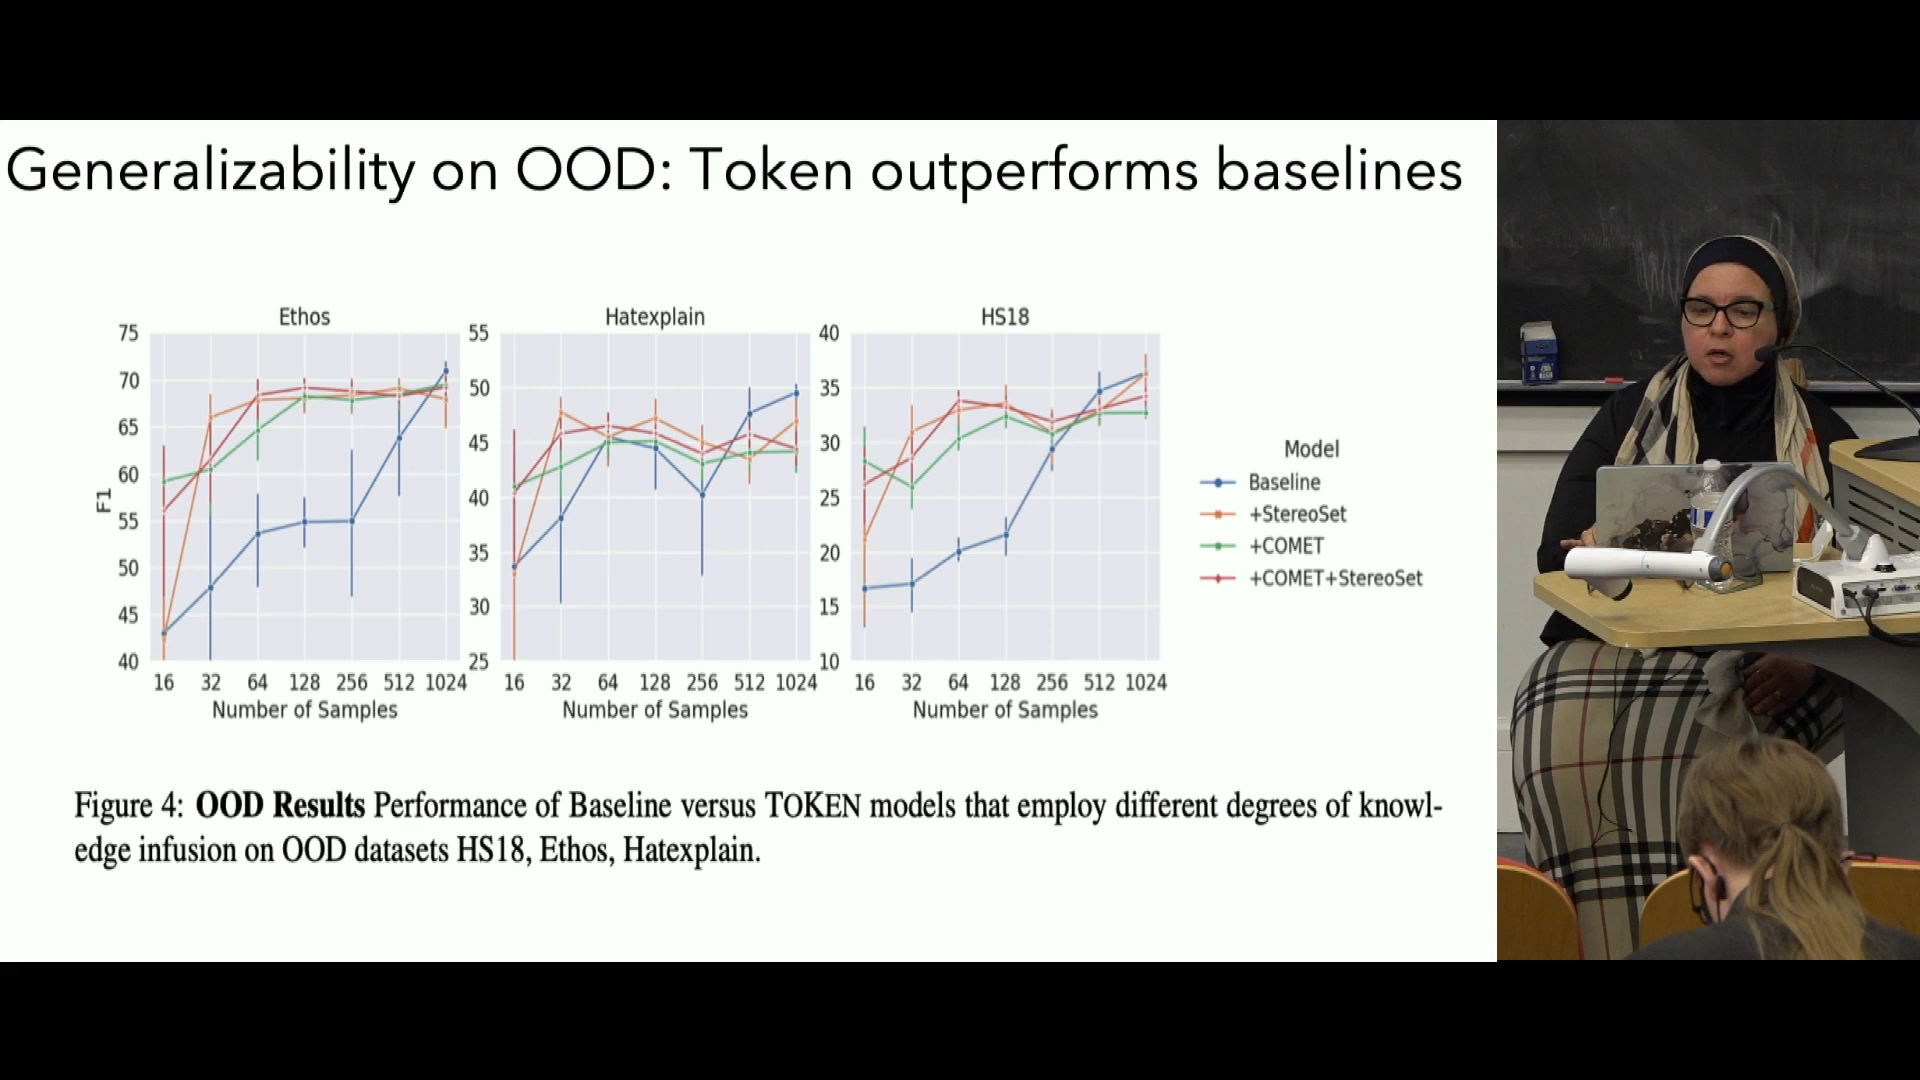 Generalizability on OOD: Token outperforms baselines
Ethos
Hatexplain
HS18
F1
75
70
65
60
55
50
45
40
16 32 64 128 256 512 1024
Number of Samples
55
50
45
40
35
30
25
16 32 64 128 256 512 1024
Number of Samples
40
35
30
25
20
15
10
16 32 64 128 256 512 1024
Number of Samples
Model
Baseline
+StereoSet
+COMET
+COMET+StereoSet
Figure 4: OOD Results Performance of Baseline versus TOKEN models that employ different degrees of knowl-
edge infusion on OOD datasets HS18, Ethos, Hatexplain.